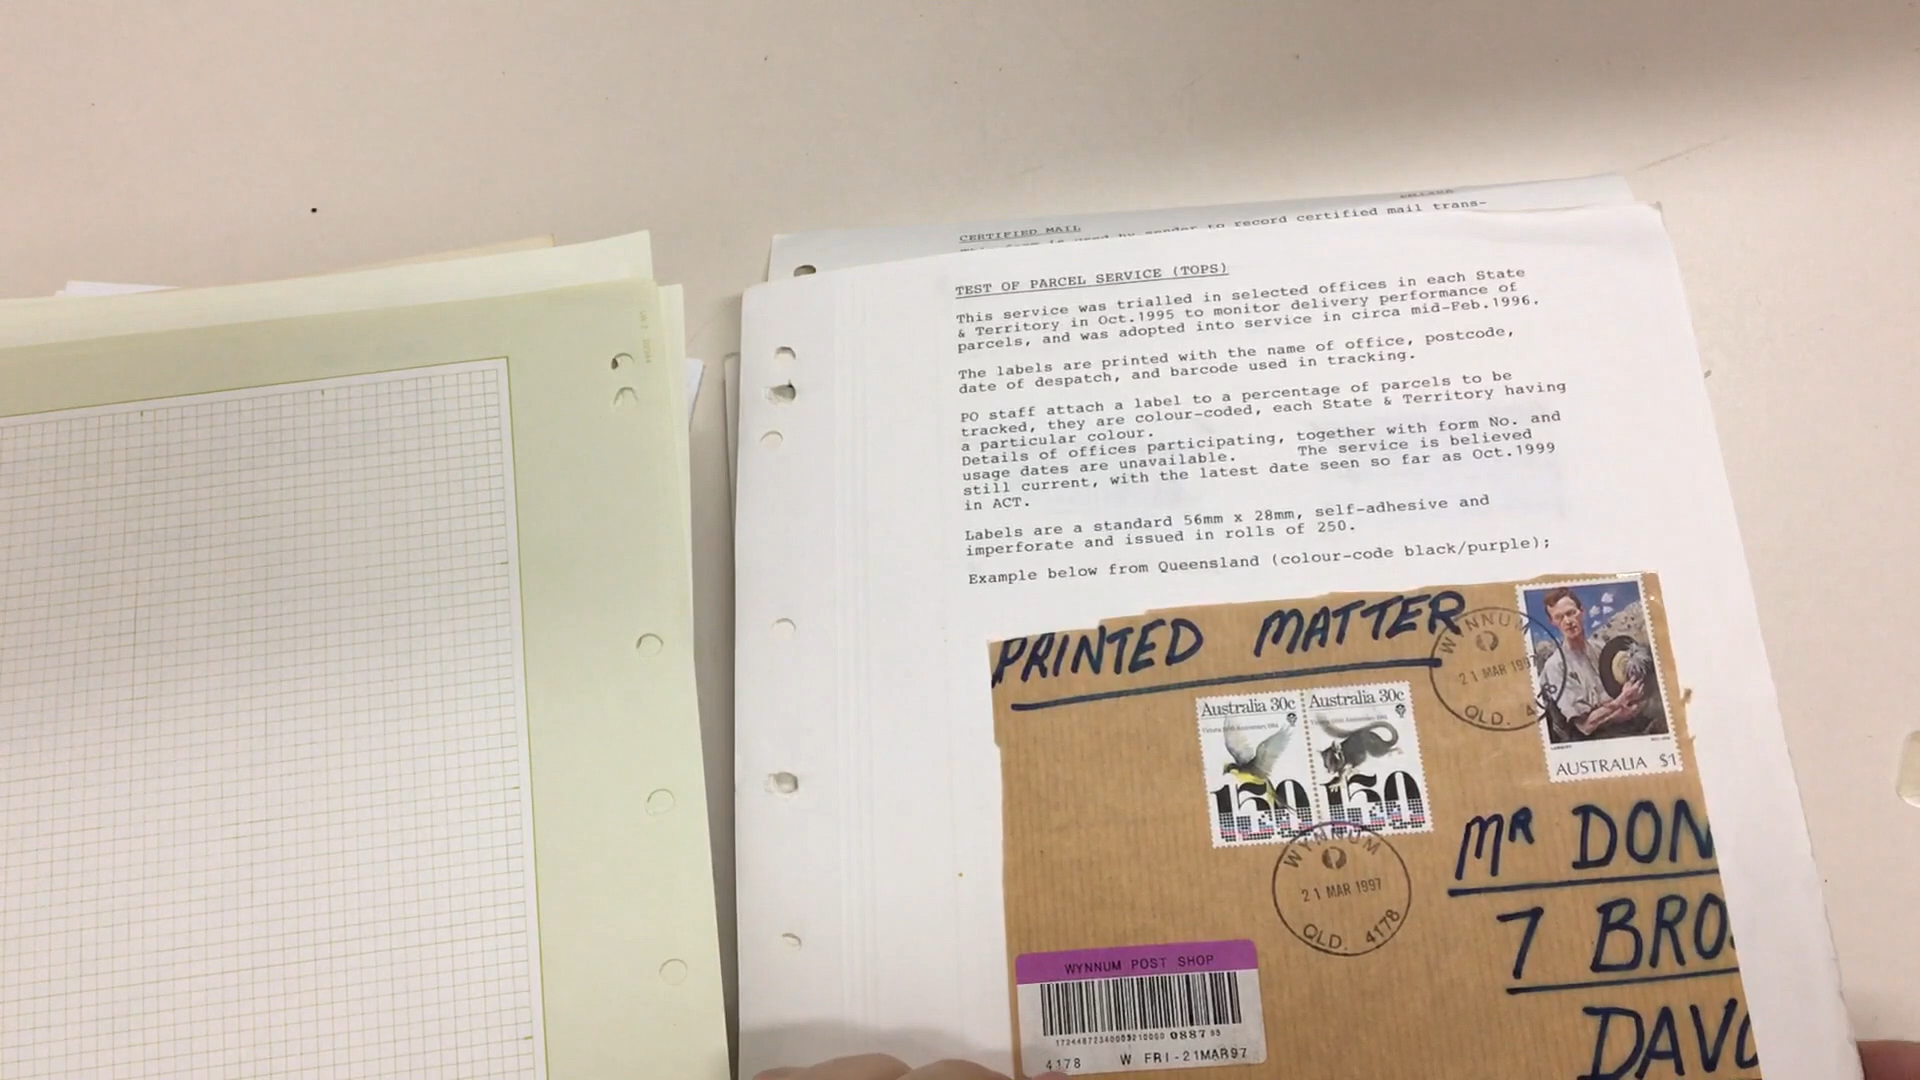 CERTIFIED MAIL
to record certified mail trans-
TEST OF PARCEL SERVICE (TOPS)
This service was trialled in selected offices in each State
& Territory in Oct.1995 to monitor delivery performance of
parcels, and was adopted into service in circa mid-Feb.1996.
The labels are printed with the name of office, postcode,
date of despatch, and barcode used in tracking.
PO staff attach a label to a percentage of parcels to be
tracked, they are colour-coded, each State & Territory having
a particular colour.
Details of offices participating, together with form No. and
usage dates are unavailable. The service is believed
still current, with the latest date seen so far as Oct.1999
in ACT.
Labels are a standard 56mm x 28mm, self-adhesive and
imperforate and issued in rolls of 250.
Example below from Queensland (colour-code black/purple);
PRINTED MATTER
WYNNUM
21 MAR 1997
QLD. 4178
AUSTRALIA $1
Australia 30c
Australia 30c
150
150
WYNNUM
21 MAR 1997
QLD. 4178
MR DON
7 BRO
DAVO
WYNNUM POST SHOP
0887
4178 W FRI-21MAR97